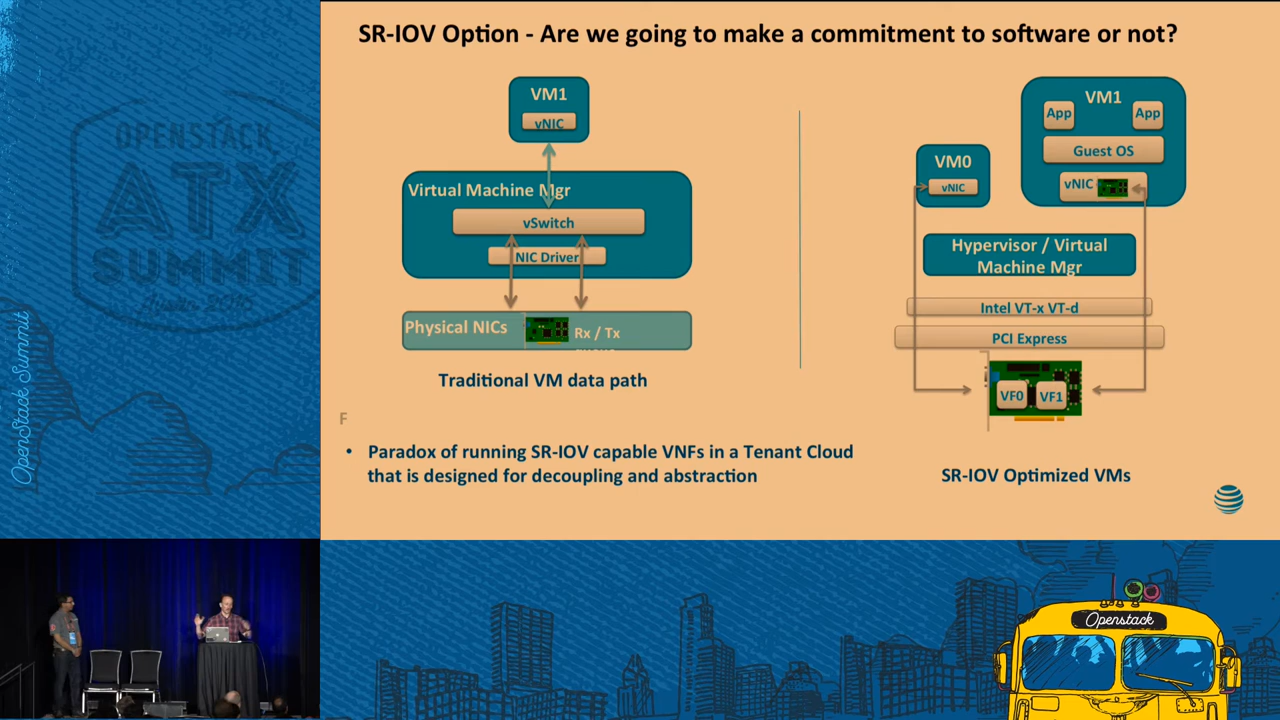 SR-IOV Option - Are we going to make a commitment to software or not?
OPENSTACK
ATX
SUMMIT
OpenStack Summit
VM1
vNIC
Virtual Machine Mgr
vSwitch
NIC Driver
Physical NICs
Rx / Tx
Traditional VM data path
F
• Paradox of running SR-IOV capable VNFs in a Tenant Cloud
that is designed for decoupling and abstraction
VM0
vNIC
VM1
App
App
Guest OS
vNIC
Hypervisor / Virtual
Machine Mgr
Intel VT-x VT-d
PCI Express
VF0
VF1
SR-IOV Optimized VMs
Openstack